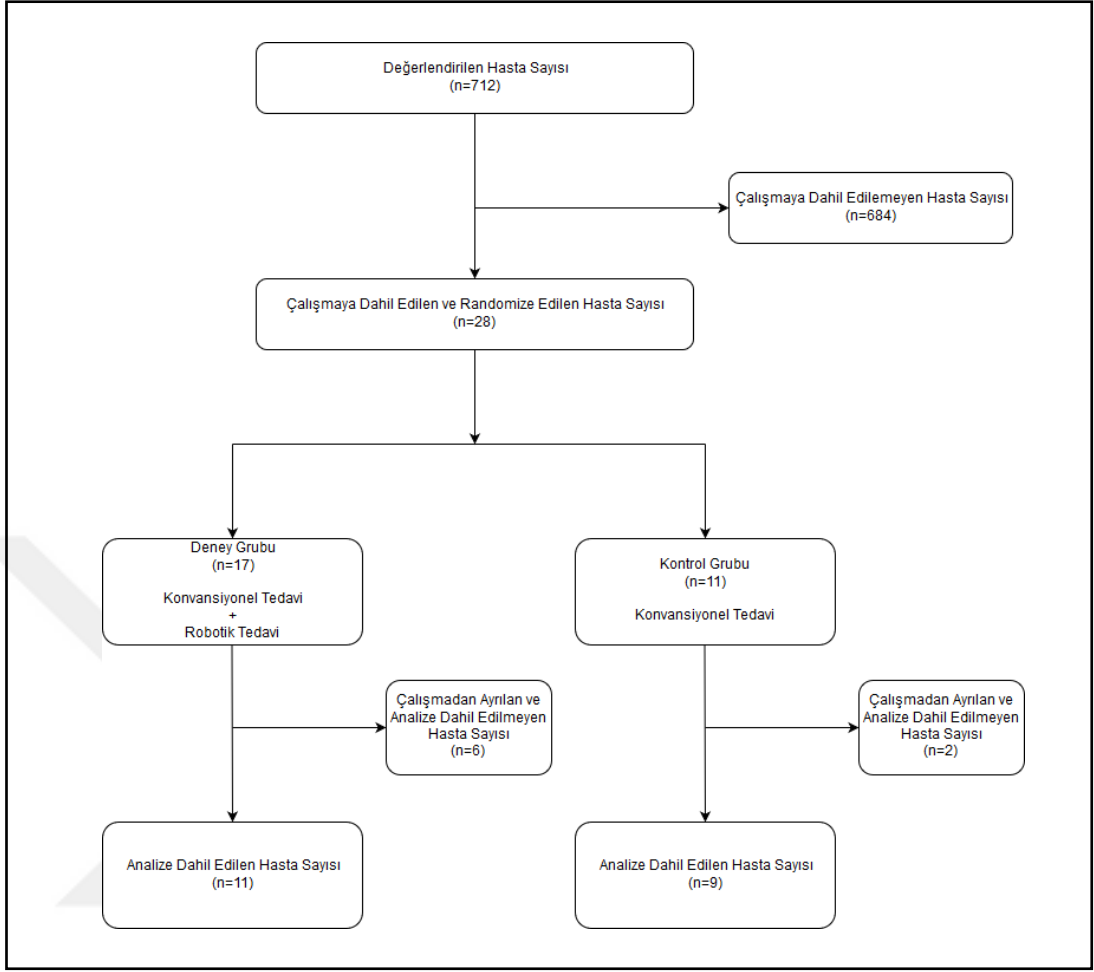 Değerlendirilen Hasta Sayısı
(n=712)
Çalışmaya Dahil Edilemeyen Hasta Sayısı
(n=684)
Çalışmaya Dahil Edilen ve Randomize Edilen Hasta Sayısı
(n=28)
Deney Grubu
(n=17)
Konvansiyonel Tedavi
+
Robotik Tedavi
Kontrol Grubu
(n=11)
Konvansiyonel Tedavi
Çalışmadan Ayrılan ve
Analize Dahil Edilmeyen
Hasta Sayısı
(n=6)
Çalışmadan Ayrılan ve
Analize Dahil Edilmeyen
Hasta Sayısı
(n=2)
Analize Dahil Edilen Hasta Sayısı
(n=11)
Analize Dahil Edilen Hasta Sayısı
(n=9)